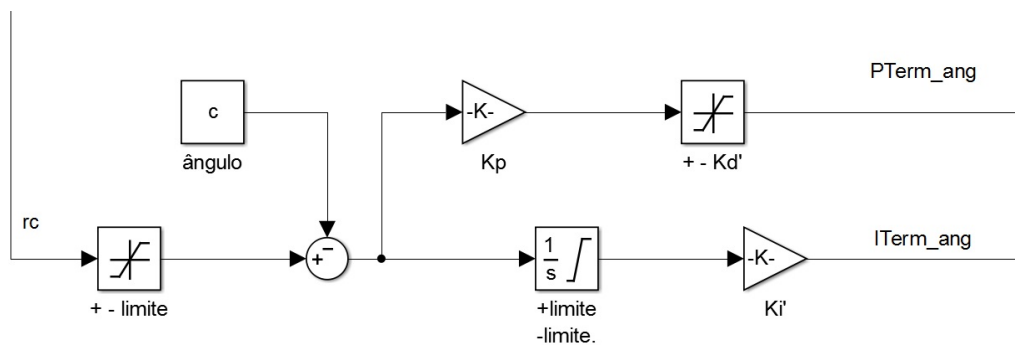 PTerm_ang
c
-K-
ângulo
Kp
+ - Kd'
rc
ITerm_ang
−
+
1
s
-K-
+ - limite
+limite
-limite.
Ki'